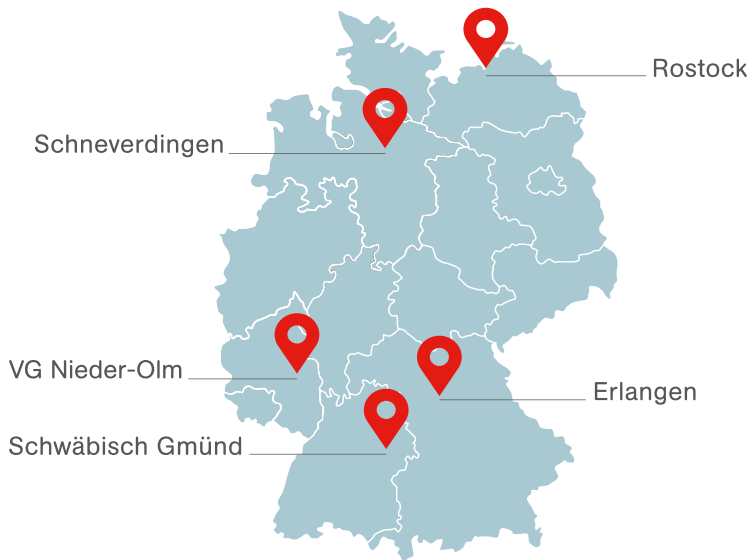 Rostock
Schneverdingen
VG Nieder-Olm
Erlangen
Schwäbisch Gmünd